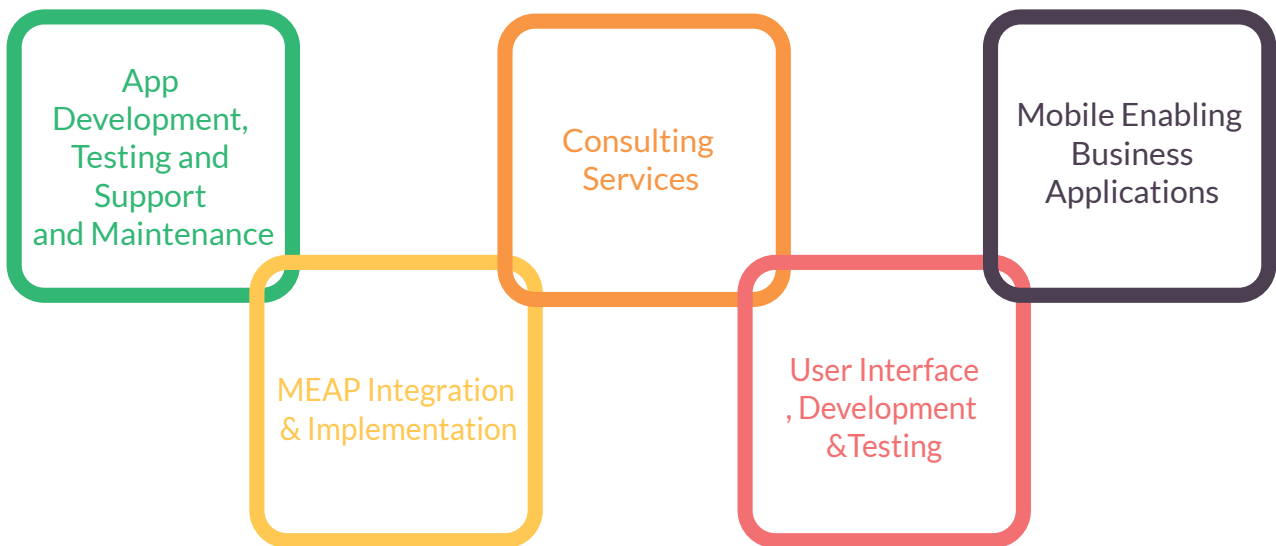 App
Development,
Testing and
Support
and Maintenance
MEAP Integration
& Implementation
Consulting
Services
User Interface
, Development
&Testing
Mobile Enabling
Business
Applications